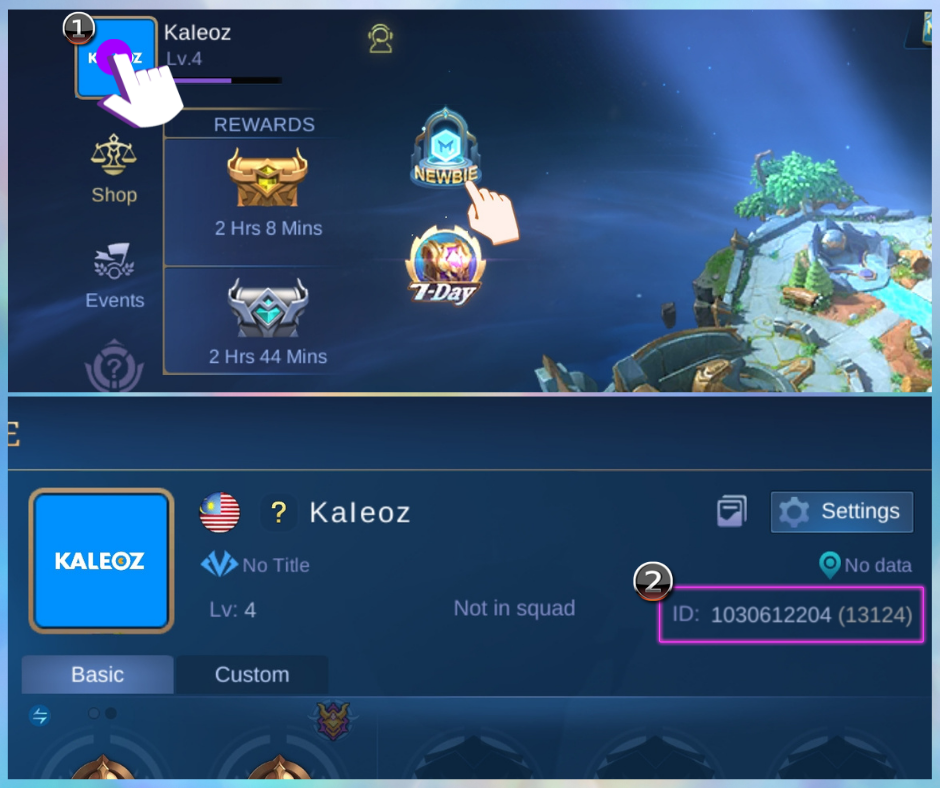 1
KALEOZ
Kaleoz
Lv.4
REWARDS
NEWBIE
Shop
2 Hrs 8 Mins
Events
7-Day
?
2 Hrs 44 Mins
E
KALEOZ
? Kaleoz
Settings
No Title
No data
2
Lv: 4
Not in squad
ID: 1030612204 (13124)
Basic
Custom